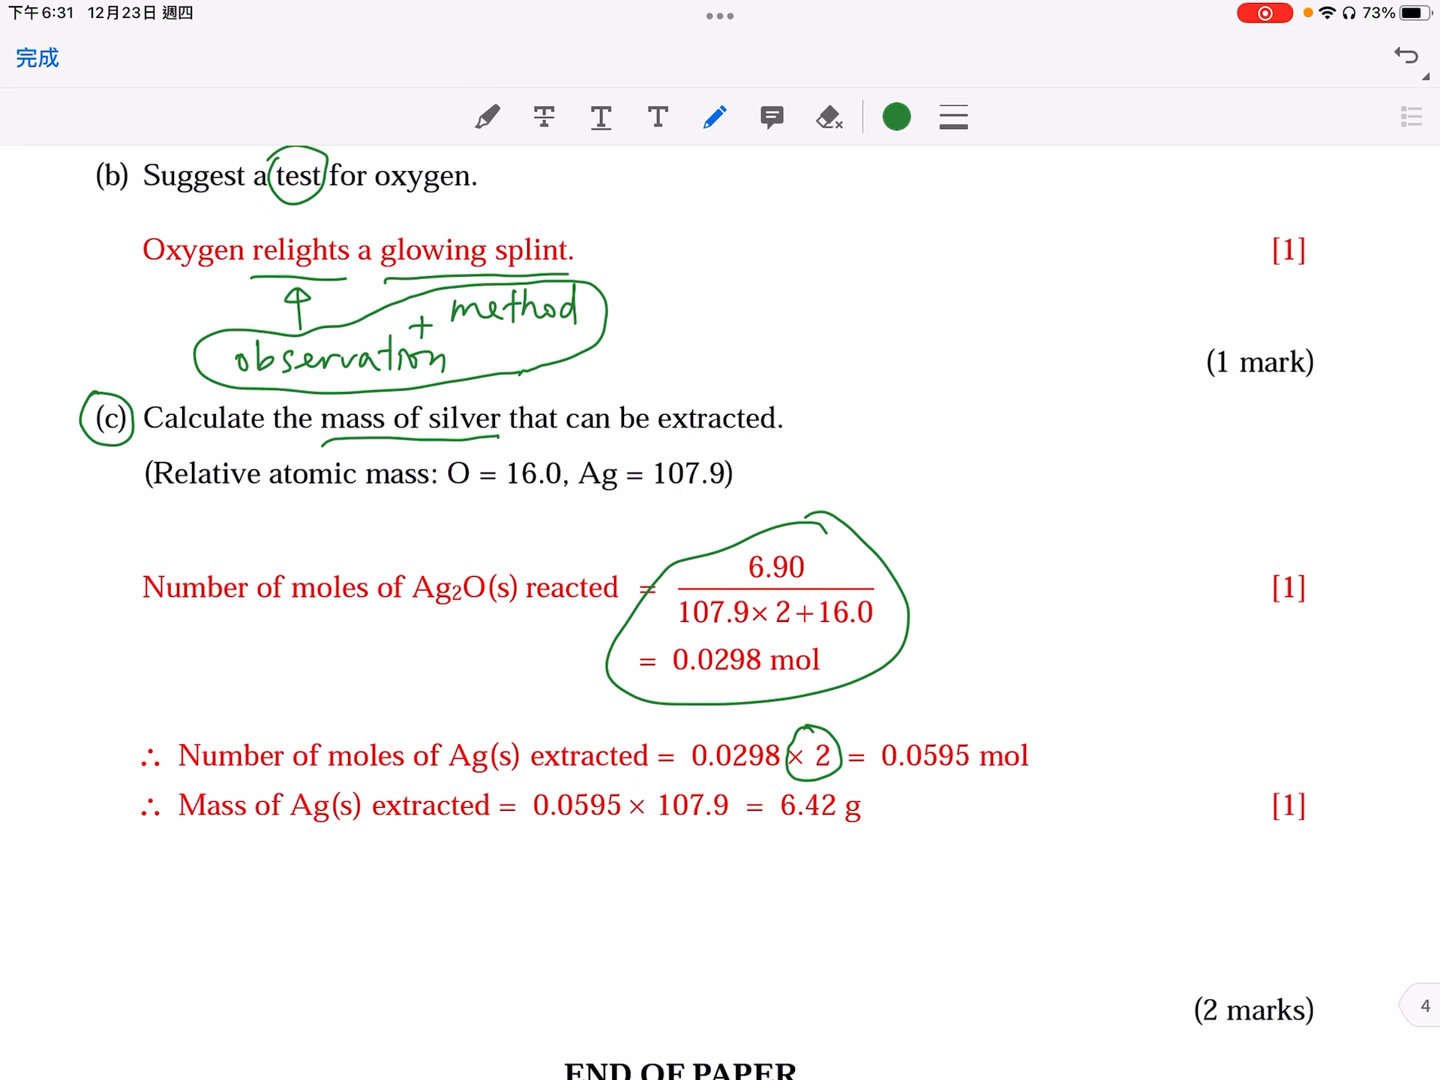 下午6:31 12月23日 週四 73%
完成
T T T
(b) Suggest a test for oxygen.
Oxygen relights a glowing splint. [1]
+ method
observation
(1 mark)
(c) Calculate the mass of silver that can be extracted.
(Relative atomic mass: O = 16.0, Ag = 107.9)
Number of moles of Ag₂O(s) reacted = 6.90 / 107.9× 2+16.0 [1]
= 0.0298 mol
∴ Number of moles of Ag(s) extracted = 0.0298 × 2 = 0.0595 mol
∴ Mass of Ag(s) extracted = 0.0595 × 107.9 = 6.42 g [1]
(2 marks)
4
END OF PAPER